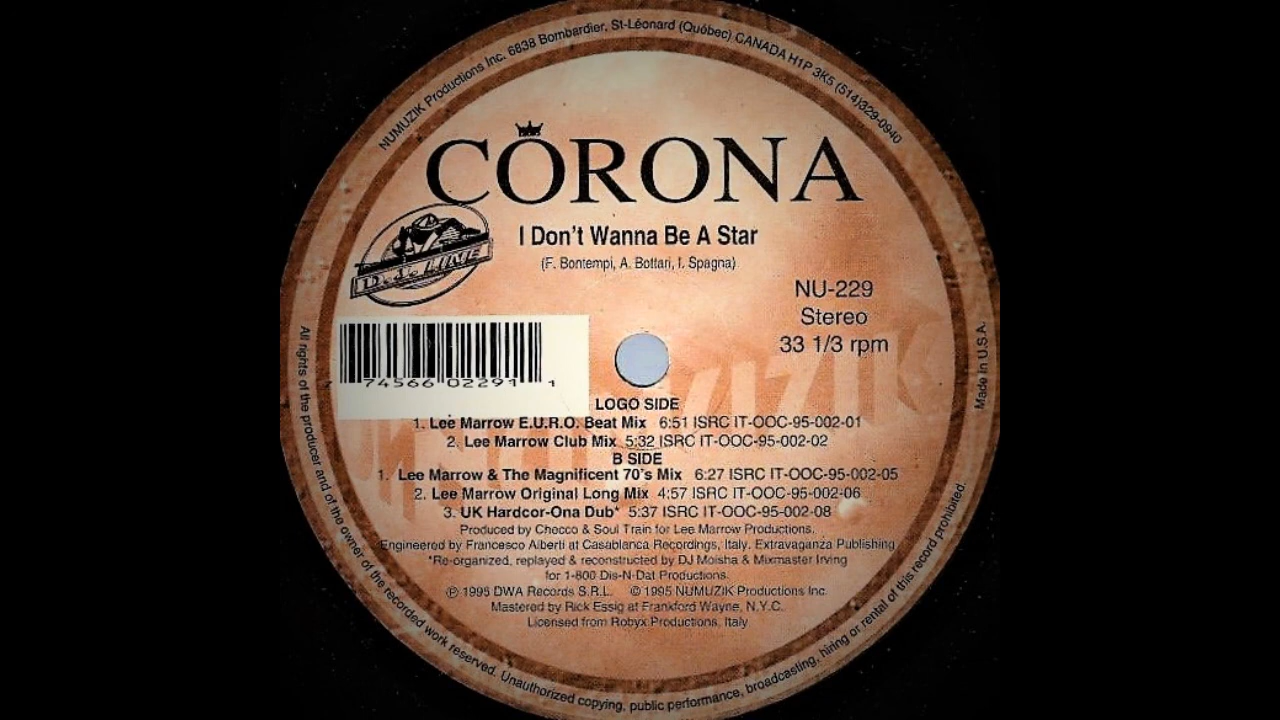 NUMUZIK Productions Inc. 6838 Bombardier, St-Léonard (Québec) CANADA H1P 3K5 (514)329-0940
CORONA
I Don't Wanna Be A Star
(F. Bontempi, A. Bottari, I. Spagna)
D.J.'s LINE
NU-229
Stereo
33 1/3 rpm
74566 02291 1
LOGO SIDE
1. Lee Marrow E.U.R.O. Beat Mix 6:51 ISRC IT-OOC-95-002-01
2. Lee Marrow Club Mix 5:32 ISRC IT-OOC-95-002-02
B SIDE
1. Lee Marrow & The Magnificent 70's Mix 6:27 ISRC IT-OOC-95-002-05
2. Lee Marrow Original Long Mix 4:57 ISRC IT-OOC-95-002-06
3. UK Hardcor-Ona Dub* 5:37 ISRC IT-OOC-95-002-08
Produced by Checco & Soul Train for Lee Marrow Productions.
Engineered by Francesco Alberti at Casablanca Recordings, Italy. Extravaganza Publishing
*Re-organized, replayed & reconstructed by DJ Moisha & Mixmaster Irving
for 1-800 Dis-N-Dat Productions.
℗ 1995 DWA Records S.R.L. © 1995 NUMUZIK Productions Inc.
Mastered by Rick Essig at Frankford Wayne, N.Y.C.
Licensed from Robyx Productions, Italy
All rights of the producer and of the owner of the recorded work reserved. Unauthorized copying, public performance, broadcasting, hiring or rental of this record prohibited.
Made in U.S.A.